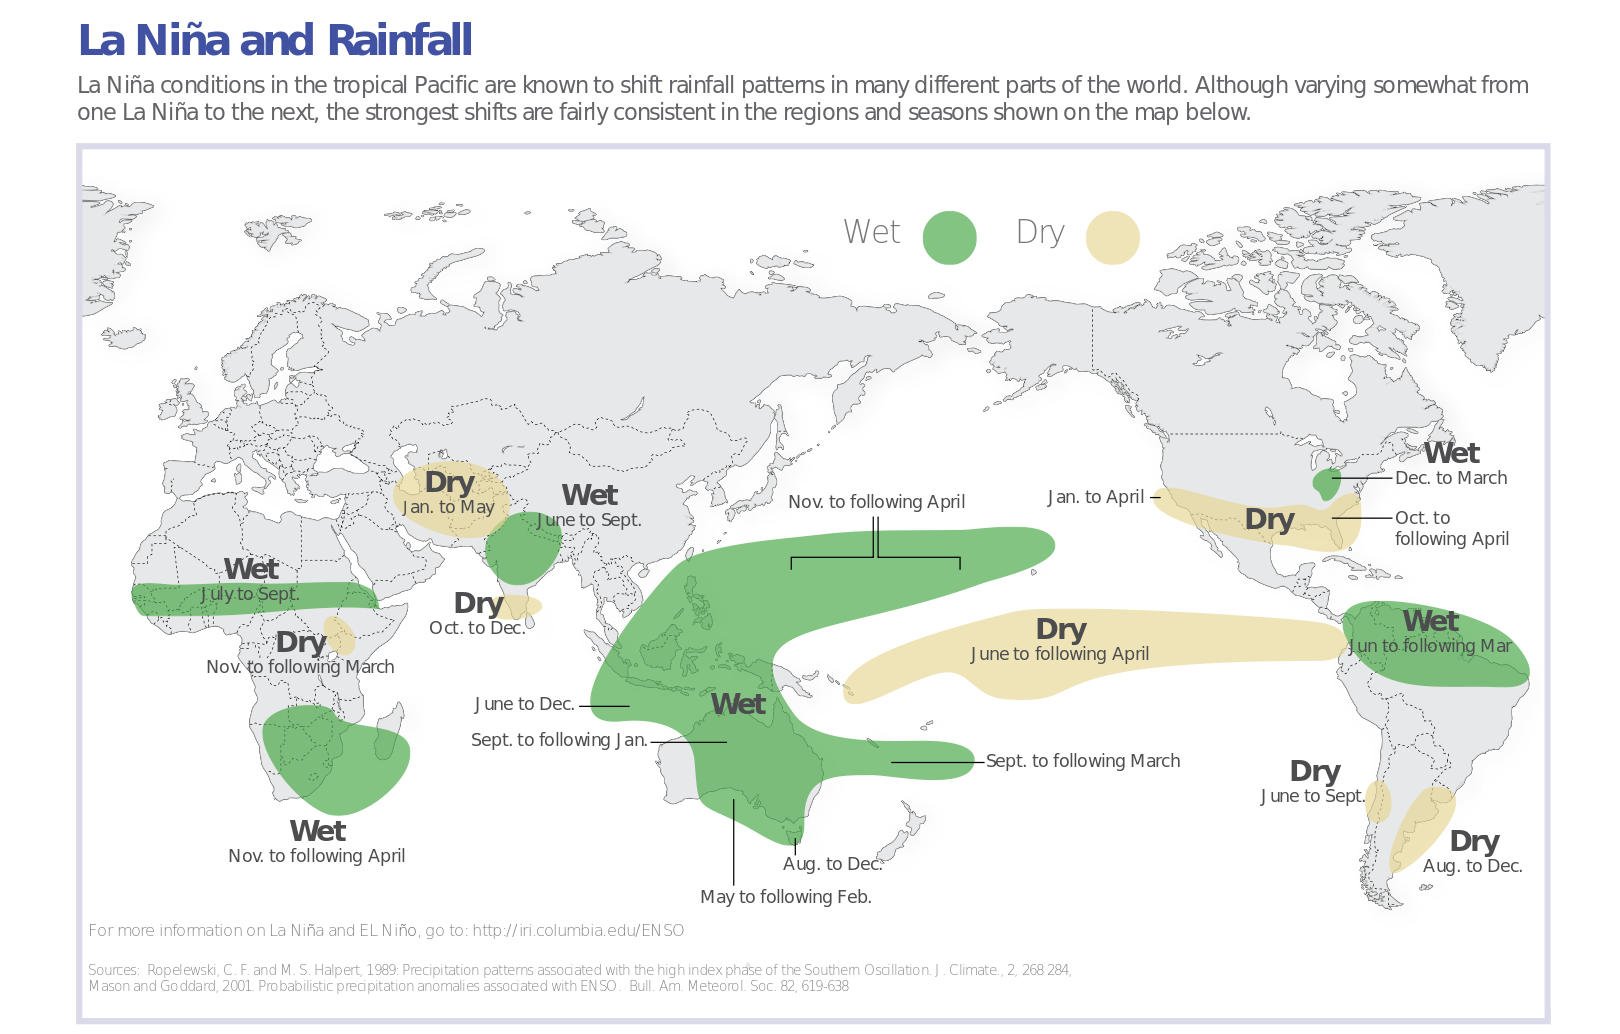 La Niña and Rainfall
La Niña conditions in the tropical Pacific are known to shift rainfall patterns in many different parts of the world. Although varying somewhat from
one La Niña to the next, the strongest shifts are fairly consistent in the regions and seasons shown on the map below.
Wet
Dry
Wet
Dec. to March
Dry
Jan. to May
Wet
June to Sept.
Nov. to following April
Jan. to April
Dry
Oct. to
following April
Wet
July to Sept.
Dry
Oct. to Dec.
Dry
Nov. to following March
Dry
June to following April
Wet
Jun to following Mar
June to Dec.
Wet
Sept. to following Jan.
Sept. to following March
Dry
June to Sept.
Wet
Nov. to following April
Aug. to Dec.
Dry
Aug. to Dec.
May to following Feb.
For more information on La Niña and EL Niño, go to: http://iri.columbia.edu/ENSO
Sources: Ropelewski, C. F. and M. S. Halpert, 1989: Precipitation patterns associated with the high index phase of the Southern Oscillation. J. Climate., 2, 268 284,
Mason and Goddard, 2001. Probabilistic precipitation anomalies associated with ENSO. Bull. Am. Meteorol. Soc. 82, 619-638